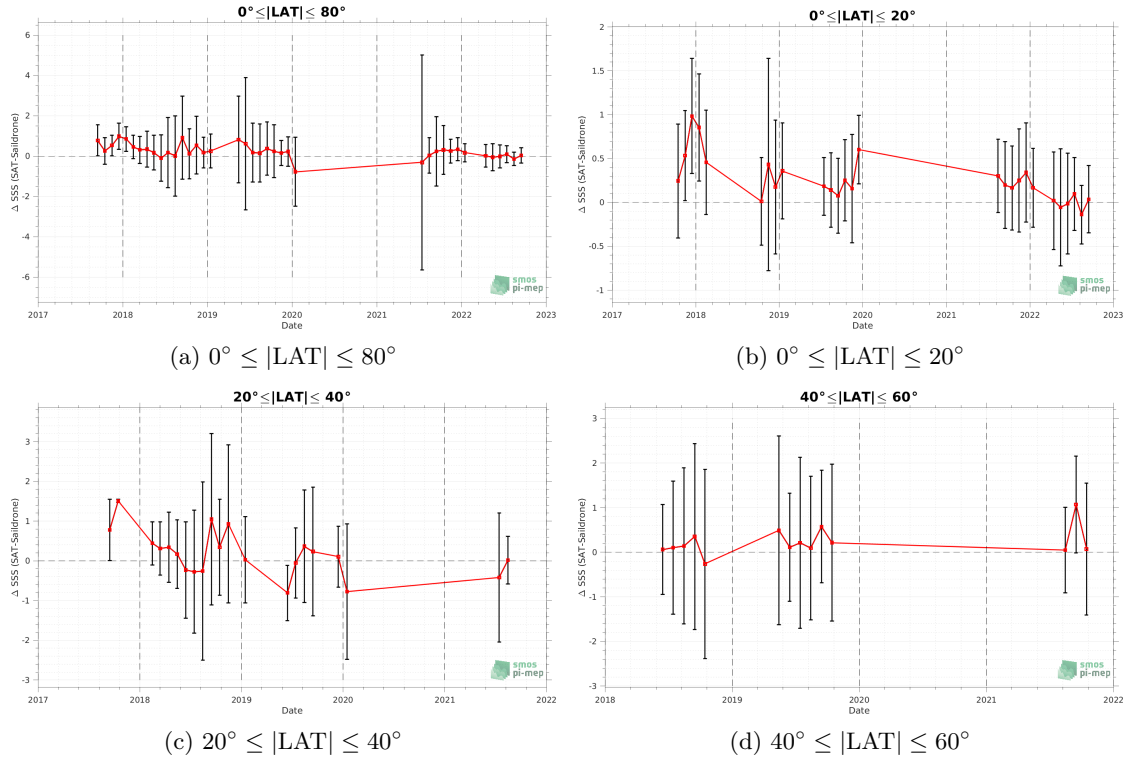 0°≤|LAT|≤ 80°
6
4
2
0
-2
-4
-6
Δ SSS (SAT-Saildrone)
2017
2018
2019
2020
2021
2022
2023
Date
smos
pi-mep
(a) 0° ≤ |LAT| ≤ 80°
0°≤|LAT|≤ 20°
2
1.5
1
0.5
0
-0.5
-1
Δ SSS (SAT-Saildrone)
2018
2019
2020
2021
2022
2023
Date
smos
pi-mep
(b) 0° ≤ |LAT| ≤ 20°
20°≤|LAT|≤ 40°
3
2
1
0
-1
-2
-3
Δ SSS (SAT-Saildrone)
2017
2018
2019
2020
2021
2022
Date
smos
pi-mep
(c) 20° ≤ |LAT| ≤ 40°
40°≤|LAT|≤ 60°
3
2
1
0
-1
-2
-3
Δ SSS (SAT-Saildrone)
2018
2019
2020
2021
2022
Date
smos
pi-mep
(d) 40° ≤ |LAT| ≤ 60°